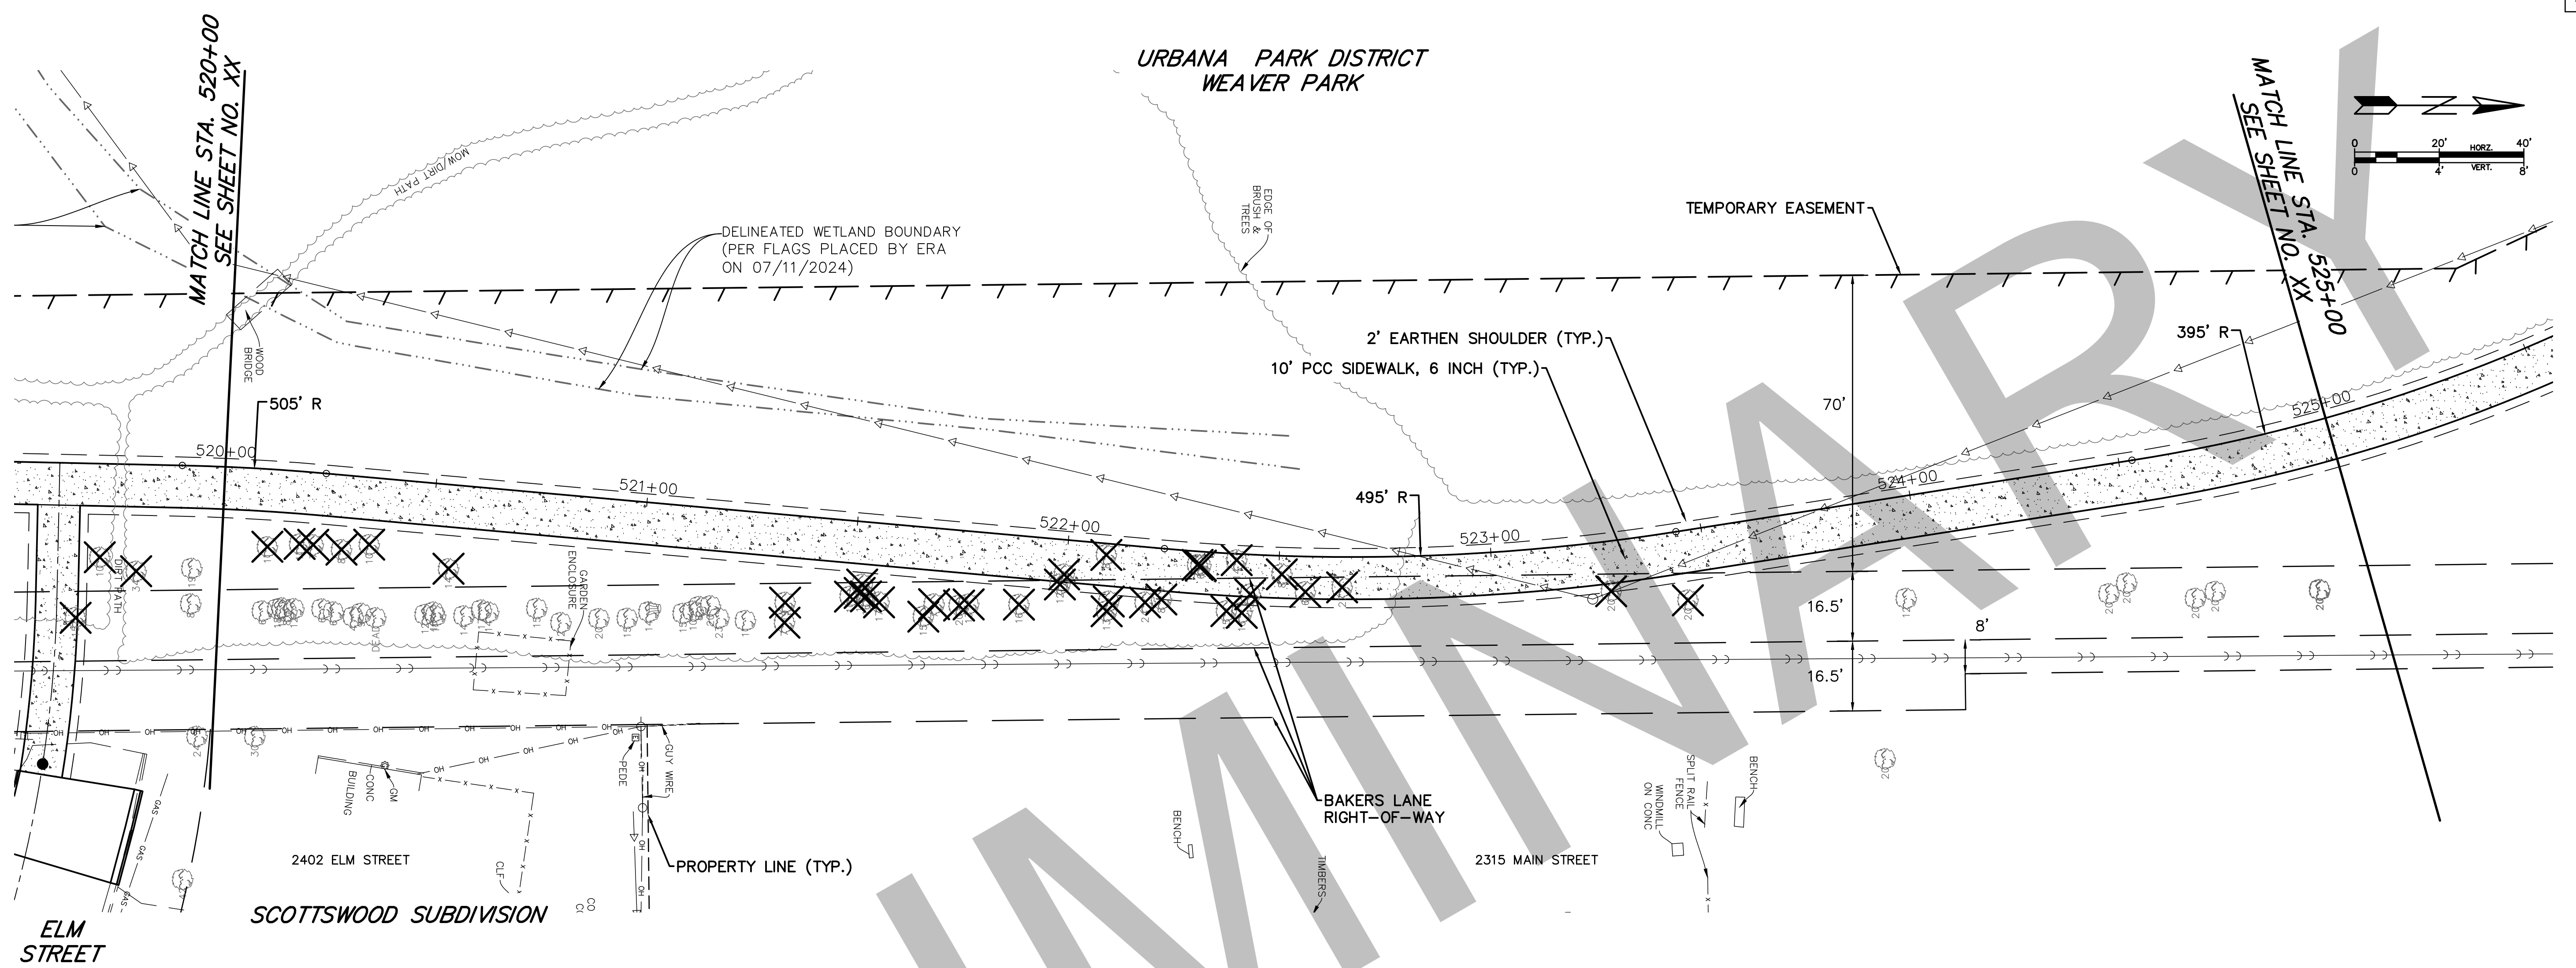 URBANA PARK DISTRICT
WEAVER PARK
MATCH LINE STA. 520+00
SEE SHEET NO. XX
MATCH LINE STA. 525+00
SEE SHEET NO. XX
0 20' 40'
HORZ.
VERT.
0 4' 8'
MOW/DIRT PATH
DELINEATED WETLAND BOUNDARY
(PER FLAGS PLACED BY ERA
ON 07/11/2024)
EDGE OF
BRUSH &
TREES
TEMPORARY EASEMENT
2' EARTHEN SHOULDER (TYP.)
10' PCC SIDEWALK, 6 INCH (TYP.)
395' R
WOOD
BRIDGE
505' R
70'
495' R
520+00
521+00
522+00
523+00
524+00
525+00
DIRT PATH
GARDEN
ENCLOSURE
DEAD
16.5'
8'
16.5'
GUY WIRE
PEDE
E
OH
GM
CONC
BUILDING
GAS
CLF
BENCH
TIMBERS
WINDMILL
ON CONC
SPLIT RAIL
FENCE
BENCH
BAKERS LANE
RIGHT-OF-WAY
2402 ELM STREET
PROPERTY LINE (TYP.)
2315 MAIN STREET
SCOTTSWOOD SUBDIVISION
ELM
STREET
IMINARY